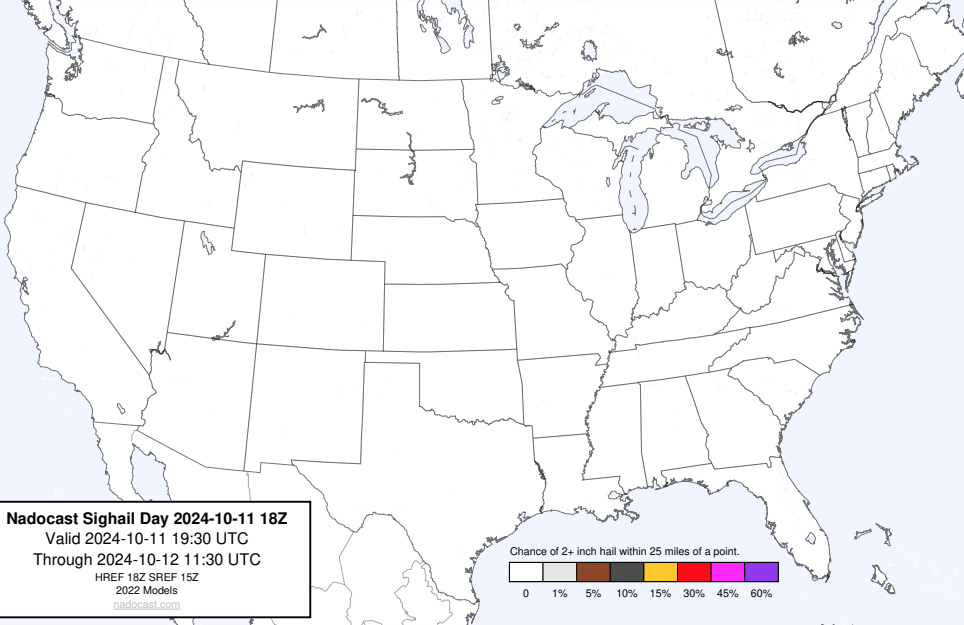 Nadocast Sighail Day 2024-10-11 18Z
Valid 2024-10-11 19:30 UTC
Through 2024-10-12 11:30 UTC
HREF 18Z SREF 15Z
2022 Models
nadocast.com
Chance of 2+ inch hail within 25 miles of a point.
0 1% 5% 10% 15% 30% 45% 60%